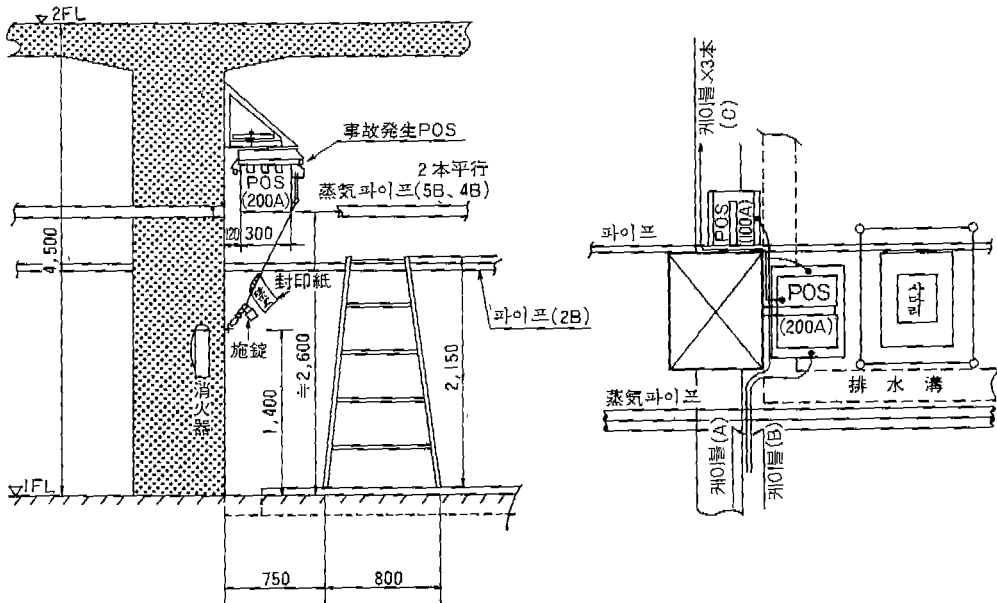 2FL
事故発生POS
2本平行
蒸気파이프(5B、4B)
POS
(200A)
120
300
4,500
封印紙
파이프(2B)
施錠
消火器
1,400
≒2,600
2,150
1FL
750
800
케이블×3本
(C)
POS
(100A)
파이프
POS
(200A)
사다리
排水溝
蒸気파이프
케이블(A)
케이블(B)